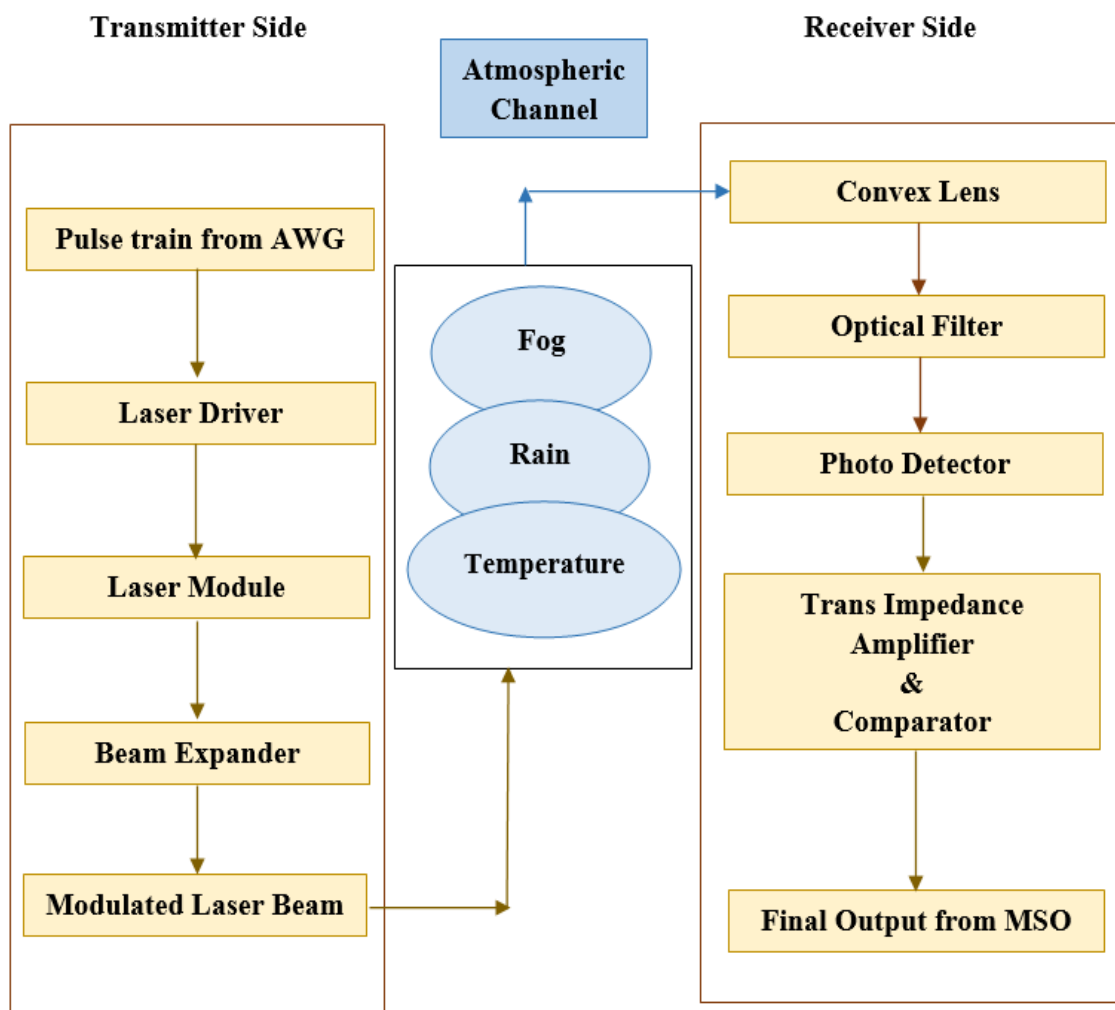 Transmitter Side
Pulse train from AWG
Laser Driver
Laser Module
Beam Expander
Modulated Laser Beam
Atmospheric
Channel
Fog
Rain
Temperature
Receiver Side
Convex Lens
Optical Filter
Photo Detector
Trans Impedance
Amplifier
&
Comparator
Final Output from MSO